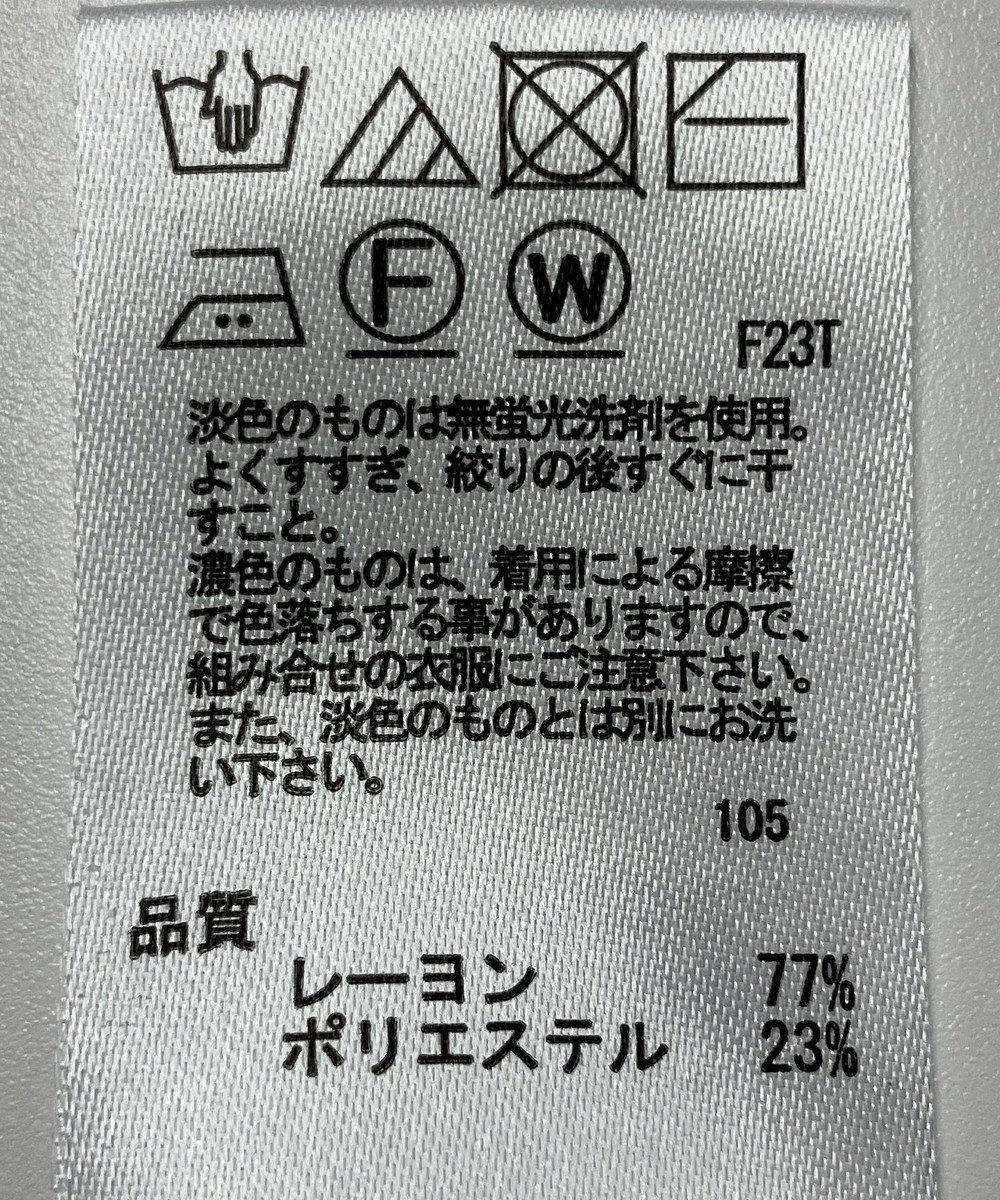 F W
F23T
淡色のものは無蛍光洗剤を使用。
よくすすぎ、絞りの後すぐに干
すこと。
濃色のものは、着用による摩擦
で色落ちする事がありますので、
組み合せの衣服にご注意下さい。
また、淡色のものとは別にお洗
い下さい。
105
品質
レーヨン 77%
ポリエステル 23%